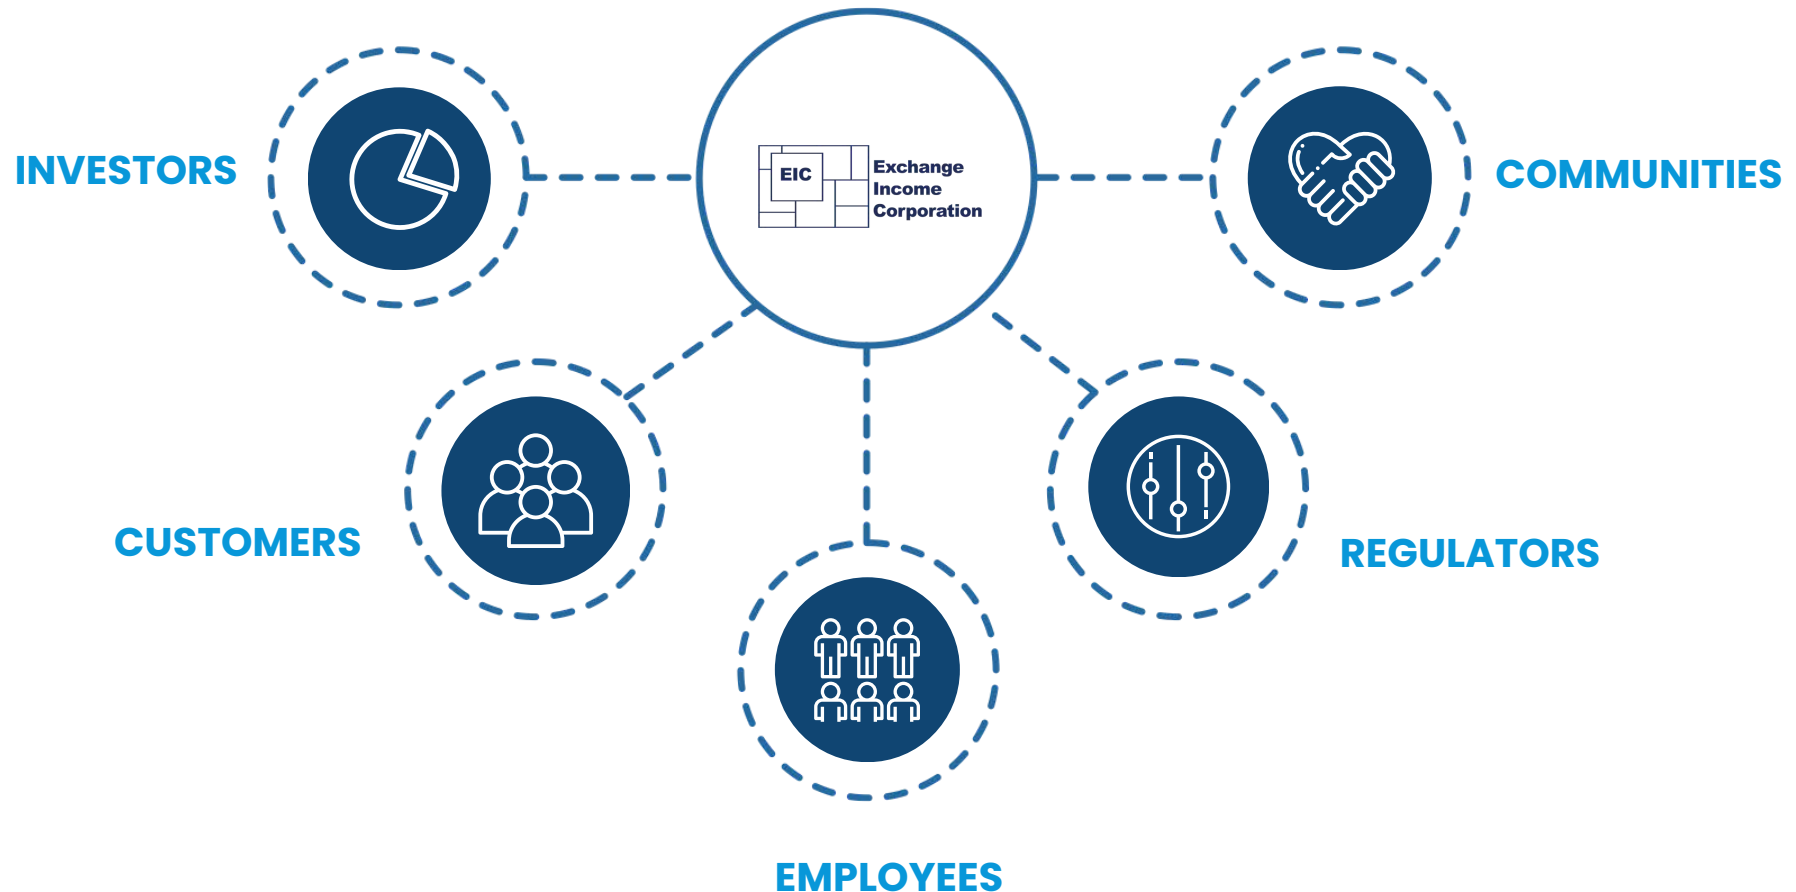 INVESTORS
EIC
Exchange
Income
Corporation
COMMUNITIES
CUSTOMERS
REGULATORS
EMPLOYEES